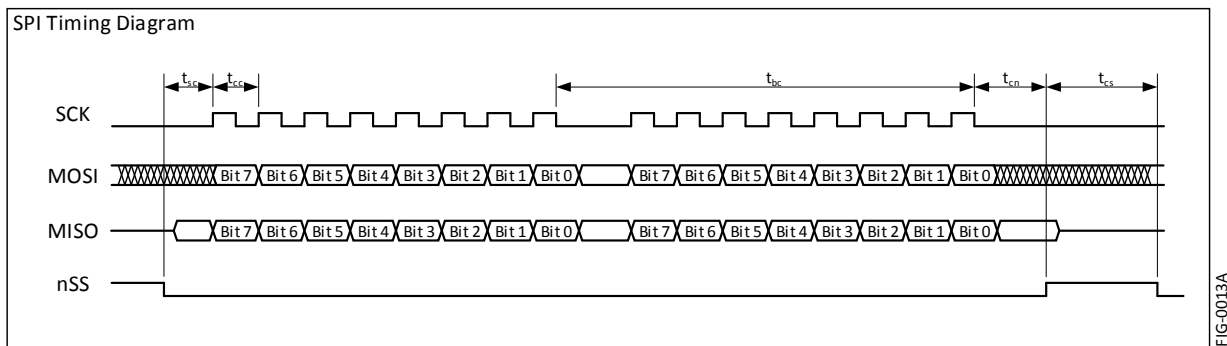 SPI Timing Diagram
tsc tcc tbc tcn tcs
SCK
MOSI Bit 7 Bit 6 Bit 5 Bit 4 Bit 3 Bit 2 Bit 1 Bit 0 Bit 7 Bit 6 Bit 5 Bit 4 Bit 3 Bit 2 Bit 1 Bit 0
MISO Bit 7 Bit 6 Bit 5 Bit 4 Bit 3 Bit 2 Bit 1 Bit 0 Bit 7 Bit 6 Bit 5 Bit 4 Bit 3 Bit 2 Bit 1 Bit 0
nSS
FIG-0013A